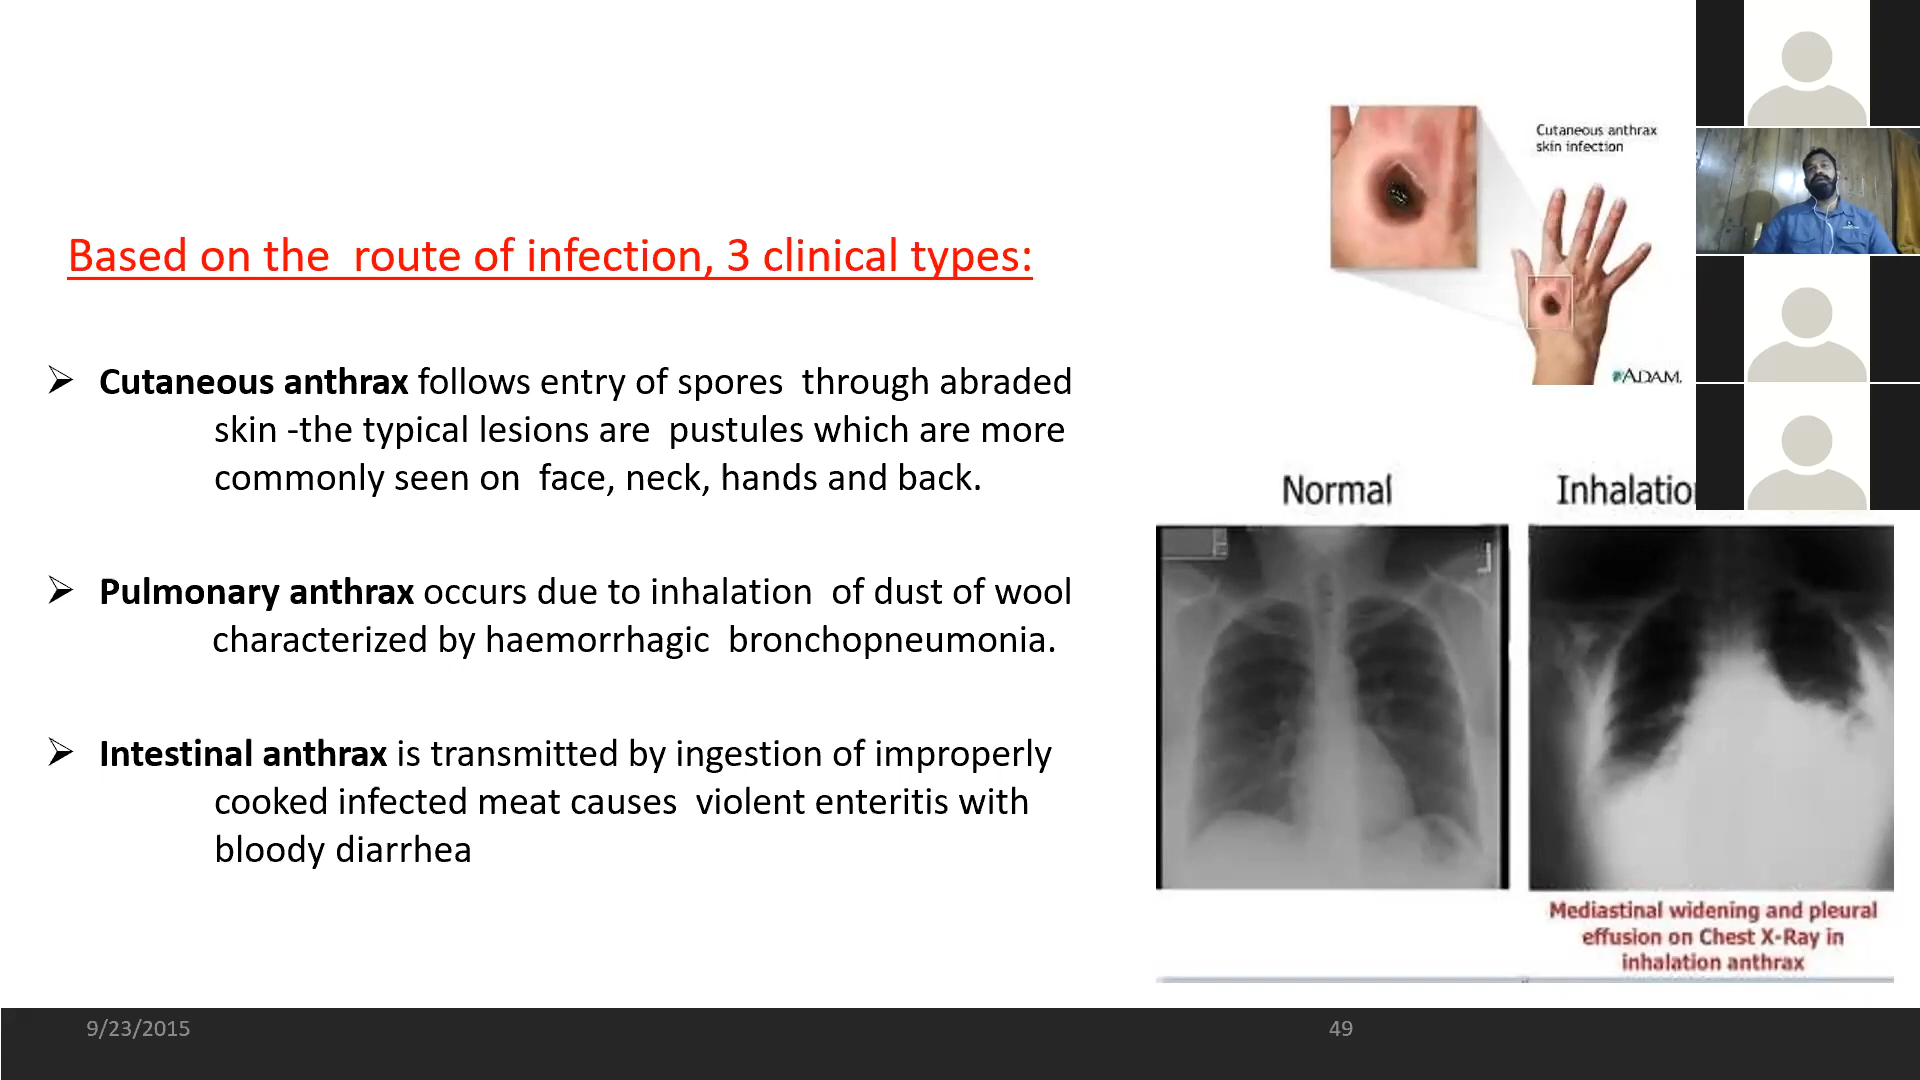 Based on the  route of infection, 3 clinical types:
Cutaneous anthrax follows entry of spores  through abraded
skin -the typical lesions are  pustules which are more
commonly seen on  face, neck, hands and back.
Pulmonary anthrax occurs due to inhalation  of dust of wool
characterized by haemorrhagic  bronchopneumonia.
Intestinal anthrax is transmitted by ingestion of improperly
cooked infected meat causes  violent enteritis with
bloody diarrhea
Cutaneous anthrax
skin infection
ADAM.
Normal
Mediastinal widening and pleural
effusion on Chest X-Ray in
inhalation anthrax
9/23/2015
49